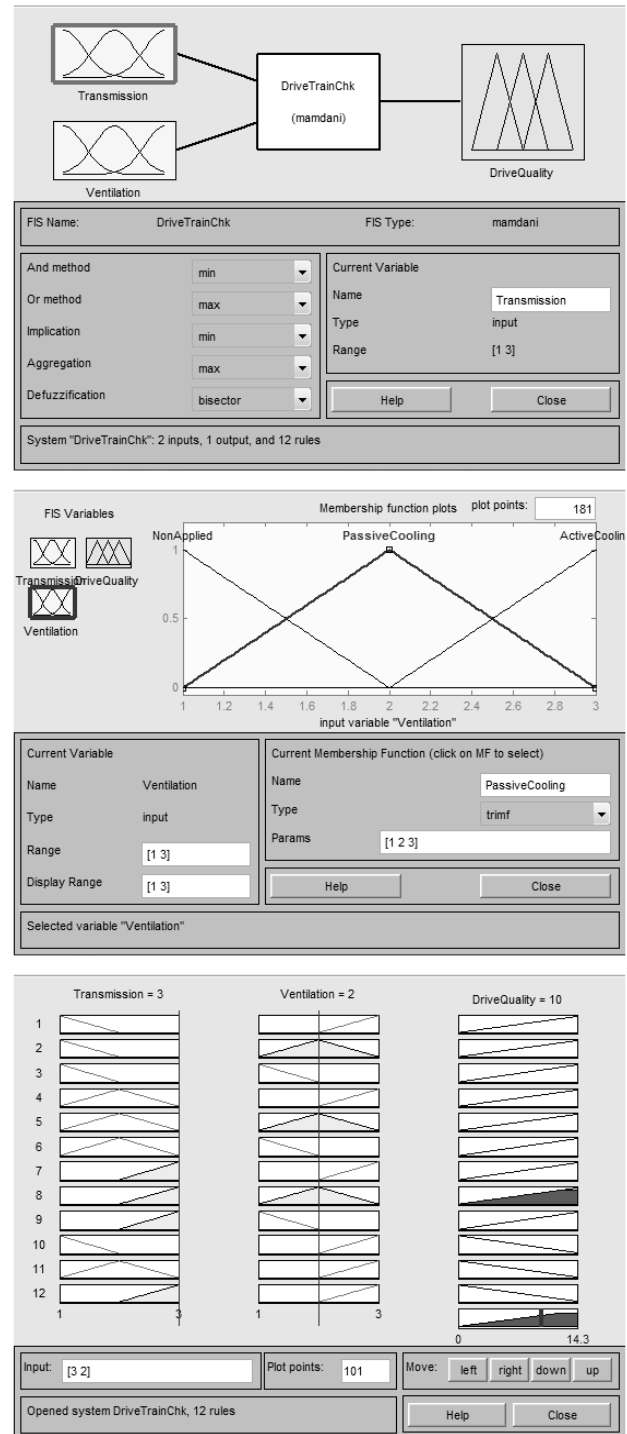 Transmission
DriveTrainChk
(mamdani)
Ventilation
DriveQuality
FIS Name: DriveTrainChk FIS Type: mamdani
And method min
Or method max
Implication min
Aggregation max
Defuzzification bisector
Current Variable
Name Transmission
Type input
Range [1 3]
Help Close
System "DriveTrainChk": 2 inputs, 1 output, and 12 rules
FIS Variables
Transmission DriveQuality
Ventilation
Membership function plots plot points: 181
NonApplied PassiveCooling ActiveCoolin
1
0.5
0
1 1.2 1.4 1.6 1.8 2 2.2 2.4 2.6 2.8 3
input variable "Ventilation"
Current Variable
Name Ventilation
Type input
Range [1 3]
Display Range [1 3]
Current Membership Function (click on MF to select)
Name PassiveCooling
Type trimf
Params [1 2 3]
Help Close
Selected variable "Ventilation"
Transmission = 3 Ventilation = 2 DriveQuality = 10
1
2
3
4
5
6
7
8
9
10
11
12
1 3 1 3
0 14.3
Input: [3 2] Plot points: 101 Move: left right down up
Opened system DriveTrainChk, 12 rules Help Close